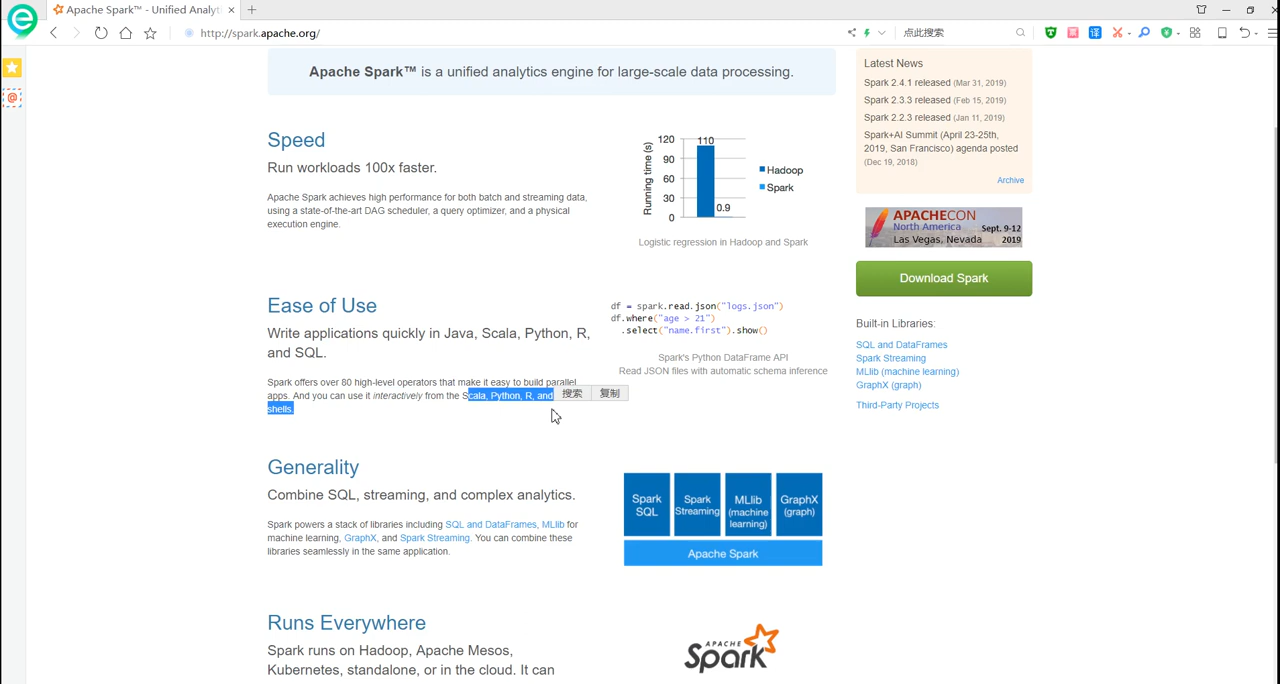 Apache Spark™ - Unified Analyti
http://spark.apache.org/
点此搜索
译
Apache Spark™ is a unified analytics engine for large-scale data processing.
Speed
Run workloads 100x faster.
Apache Spark achieves high performance for both batch and streaming data,
using a state-of-the-art DAG scheduler, a query optimizer, and a physical
execution engine.
Running time (s)
120
90
60
30
0
110
0.9
Hadoop
Spark
Logistic regression in Hadoop and Spark
Ease of Use
Write applications quickly in Java, Scala, Python, R,
and SQL.
Spark offers over 80 high-level operators that make it easy to build parallel
apps. And you can use it interactively from the Scala, Python, R, and
shells.
搜索 复制
df = spark.read.json("logs.json")
df.where("age > 21")
.select("name.first").show()
Spark's Python DataFrame API
Read JSON files with automatic schema inference
Generality
Combine SQL, streaming, and complex analytics.
Spark powers a stack of libraries including SQL and DataFrames, MLlib for
machine learning, GraphX, and Spark Streaming. You can combine these
libraries seamlessly in the same application.
Spark
SQL
Spark
Streaming
MLlib
(machine
learning)
GraphX
(graph)
Apache Spark
Runs Everywhere
Spark runs on Hadoop, Apache Mesos,
Kubernetes, standalone, or in the cloud. It can
APACHE
Spark
Latest News
Spark 2.4.1 released (Mar 31, 2019)
Spark 2.3.3 released (Feb 15, 2019)
Spark 2.2.3 released (Jan 11, 2019)
Spark+AI Summit (April 23-25th,
2019, San Francisco) agenda posted
(Dec 19, 2018)
Archive
APACHECON
North America Sept. 9-12
Las Vegas, Nevada 2019
Download Spark
Built-in Libraries:
SQL and DataFrames
Spark Streaming
MLlib (machine learning)
GraphX (graph)
Third-Party Projects